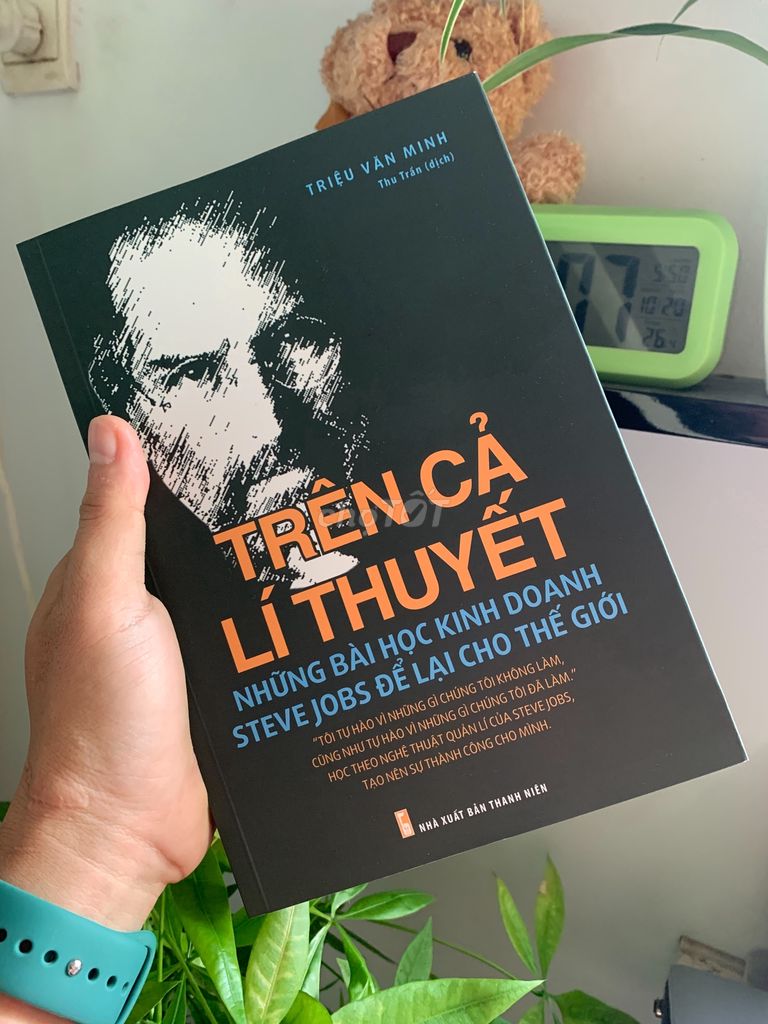 TRIỆU VĂN MINH
Thu Trần (dịch)
TRÊN CẢ
LÍ THUYẾT
NHỮNG BÀI HỌC KINH DOANH
STEVE JOBS ĐỂ LẠI CHO THẾ GIỚI
"TÔI TỰ HÀO VÌ NHỮNG GÌ CHÚNG TÔI KHÔNG LÀM,
CŨNG NHƯ TỰ HÀO VÌ NHỮNG GÌ CHÚNG TÔI ĐÃ LÀM."
HỌC THEO NGHỆ THUẬT QUẢN LÍ CỦA STEVE JOBS,
TẠO NÊN SỰ THÀNH CÔNG CHO MÌNH.
NHÀ XUẤT BẢN THANH NIÊN
chợTỐT